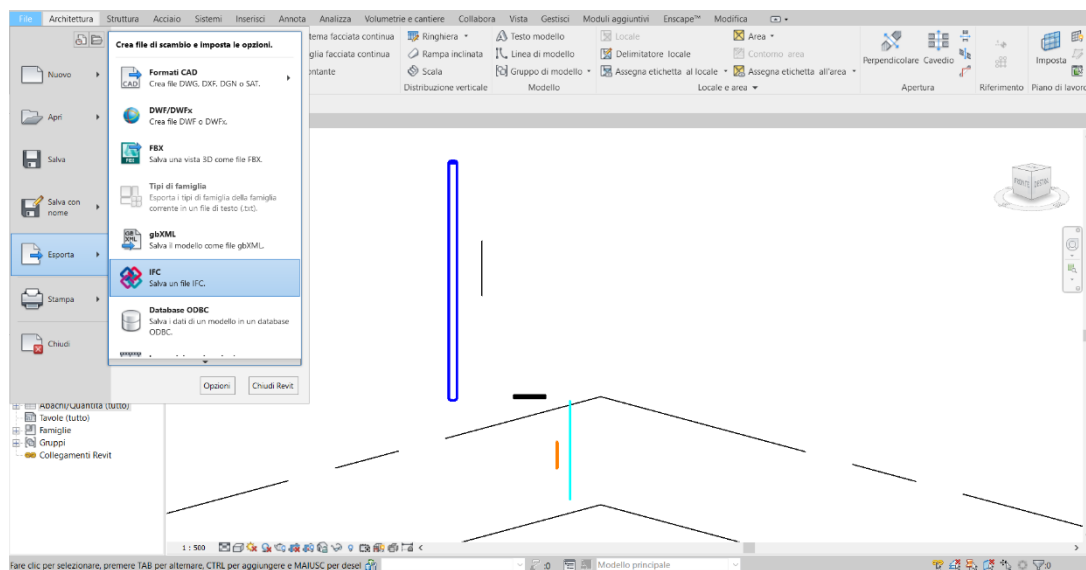 File Architettura Struttura Acciaio Sistemi Inserisci Annota Analizza Volumetrie e cantiere Collabora Vista Gestisci Moduli aggiuntivi Enscape™ Modifica
Crea file di scambio e imposta le opzioni.
Nuovo
Apri
Salva
Salva con
nome
Esporta
Stampa
Chiudi
Formati CAD
Crea file DWG, DXF, DGN o SAT.
DWF/DWFx
Crea file DWF o DWFx.
FBX
Salva una vista 3D come file FBX.
Tipi di famiglia
Esporta i tipi di famiglia della famiglia
corrente in un file di testo (.txt).
gbXML
Salva il modello come file gbXML.
IFC
Salva un file IFC.
Database ODBC
Salva i dati di un modello in un database
ODBC.
Opzioni Chiudi Revit
tema facciata continua Ringhiera Testo modello Locale Area
glia facciata continua Rampa inclinata Linea di modello Delimitatore locale Contorno area
ontante Scala Gruppo di modello Assegna etichetta al locale Assegna etichetta all'area
Perpendicolare Cavedio Imposta
Distribuzione verticale Modello Locale e area Apertura Riferimento Piano di lavoro
FRONTE DESTRO
Abachi/Quantità (tutto)
Tavole (tutto)
Famiglie
Gruppi
Collegamenti Revit
1 : 500
Fare clic per selezionare, premere TAB per alternare, CTRL per aggiungere e MAIUSC per desel :0 Modello principale :0